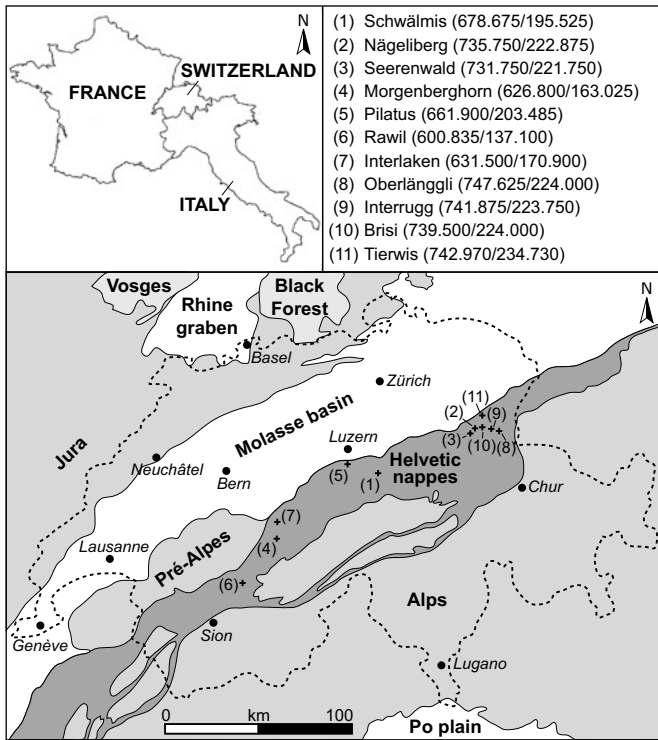 N
SWITZERLAND
FRANCE
ITALY
(1) Schwälmis (678.675/195.525)
(2) Nägeliberg (735.750/222.875)
(3) Seerenwald (731.750/221.750)
(4) Morgenberghorn (626.800/163.025)
(5) Pilatus (661.900/203.485)
(6) Rawil (600.835/137.100)
(7) Interlaken (631.500/170.900)
(8) Oberlänggli (747.625/224.000)
(9) Interrugg (741.875/223.750)
(10) Brisi (739.500/224.000)
(11) Tierwis (742.970/234.730)
Vosges
Rhine
graben
Black
Forest
N
Basel
Zürich
(11)
(2)
(9)
(3)
(10)
(8)
Jura
Molasse basin
Luzern
Neuchâtel
Bern
(5)
(1)
Helvetic
nappes
Chur
(7)
(4)
Lausanne
Pré-Alpes
(6)
Alps
Genève
Sion
Lugano
0
km
100
Po plain